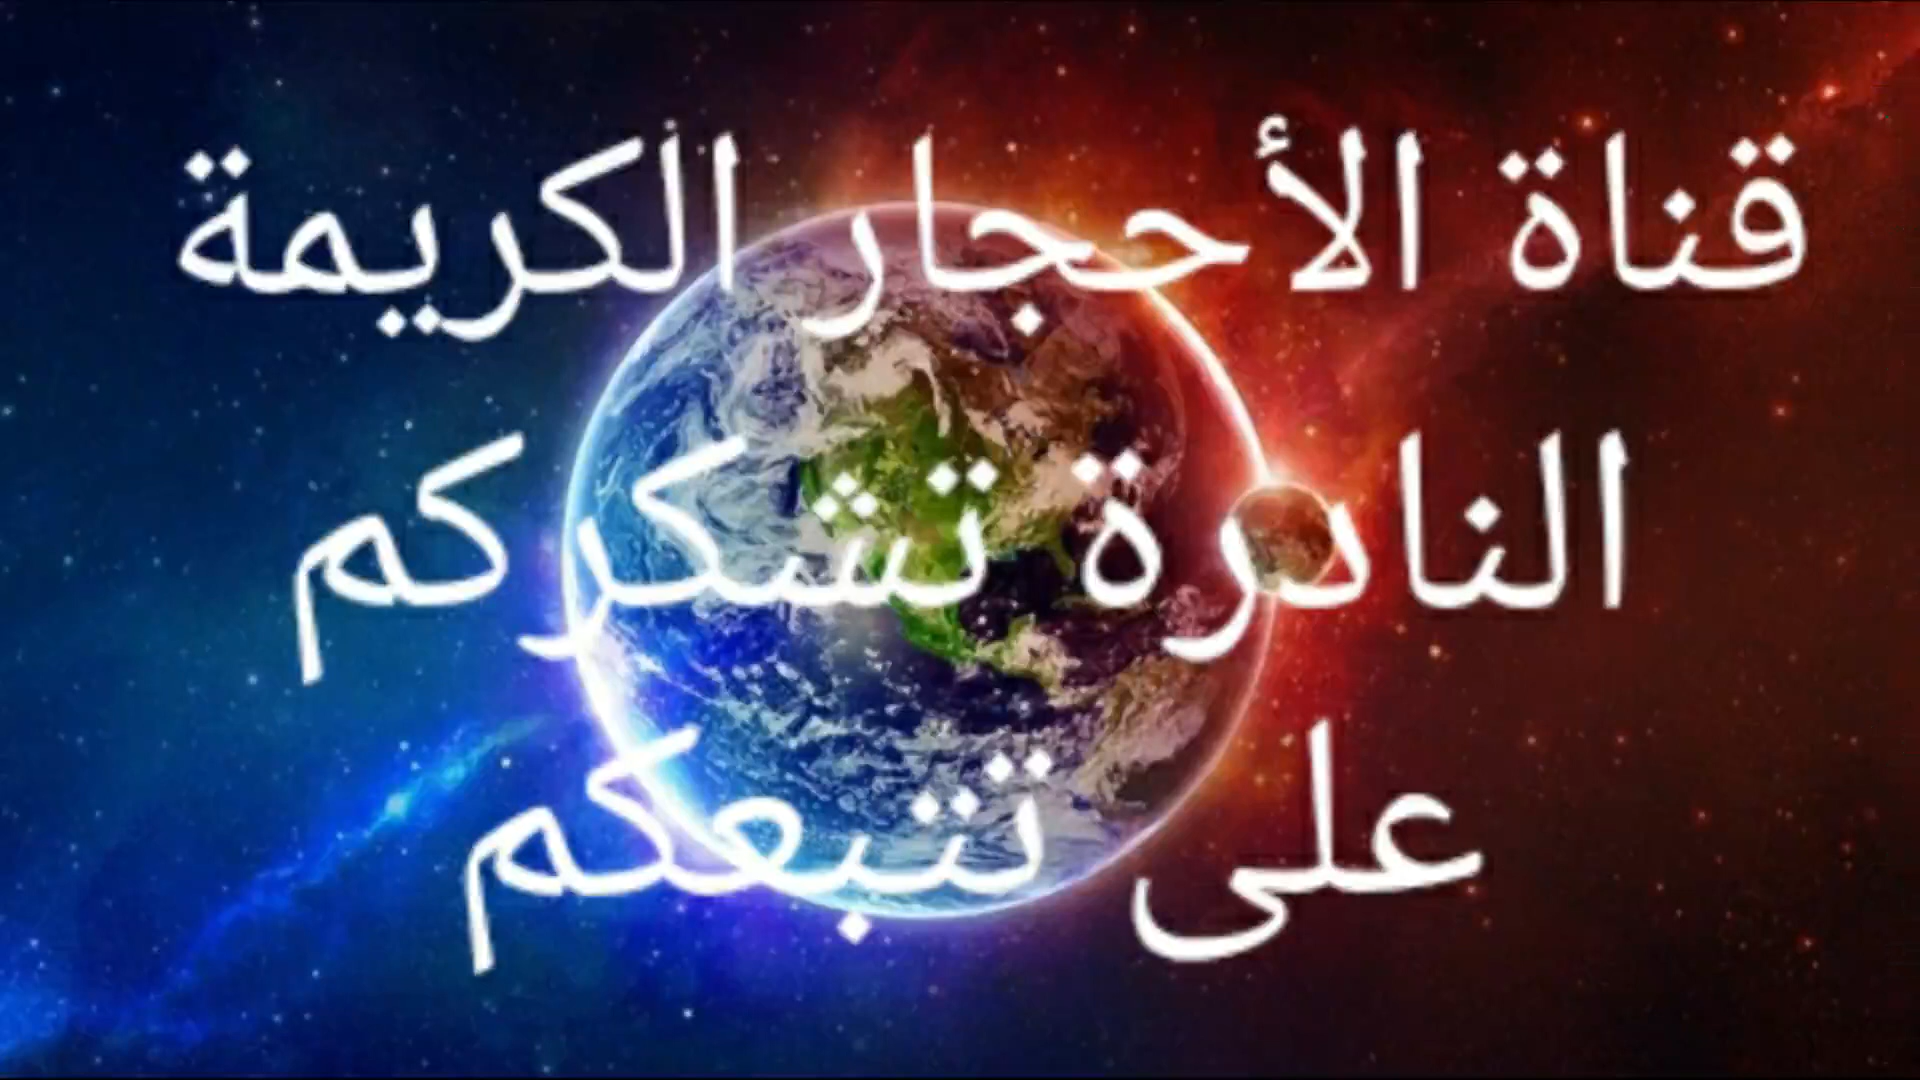 قناة الأحجار الكريمة
النادرة تشكركم
على تتبعكم